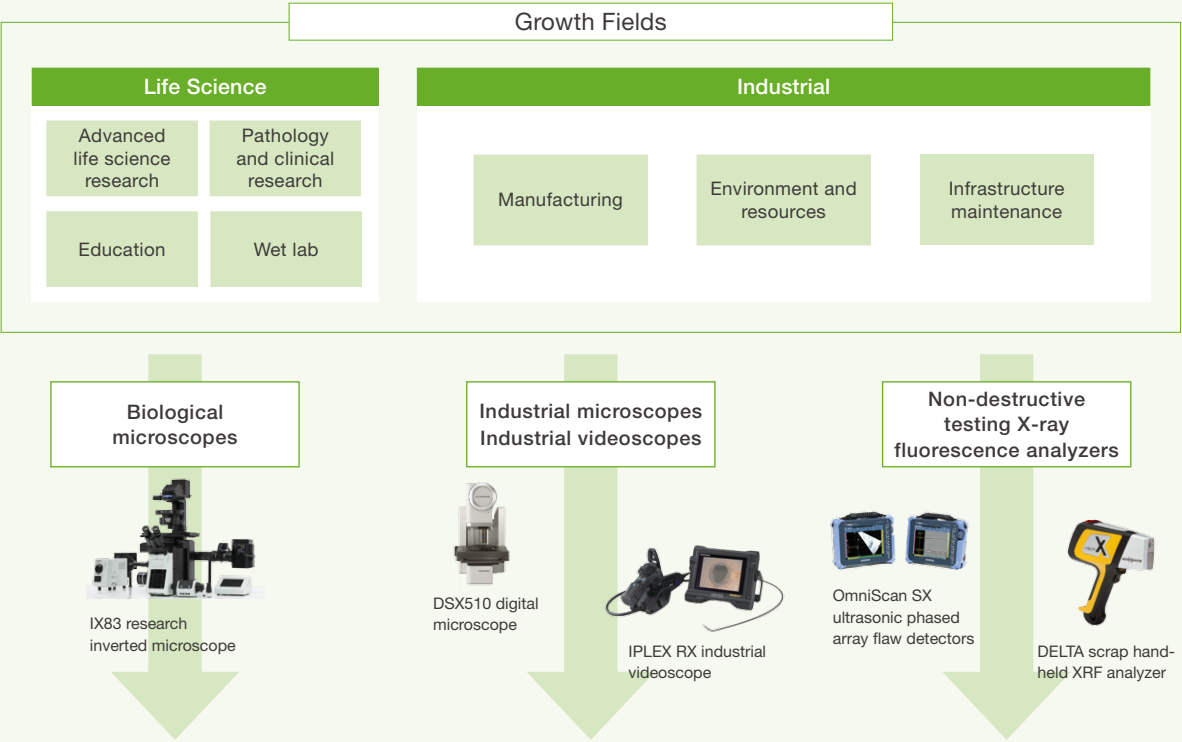 Growth Fields
Life Science
Industrial
Advanced
life science
research
Pathology
and clinical
research
Education
Wet lab
Manufacturing
Environment and
resources
Infrastructure
maintenance
Biological
microscopes
Industrial microscopes
Industrial videoscopes
Non-destructive
testing X-ray
fluorescence analyzers
IX83 research
inverted microscope
DSX510 digital
microscope
IPLEX RX industrial
videoscope
OmniScan SX
ultrasonic phased
array flaw detectors
X
DELTA scrap hand-
held XRF analyzer